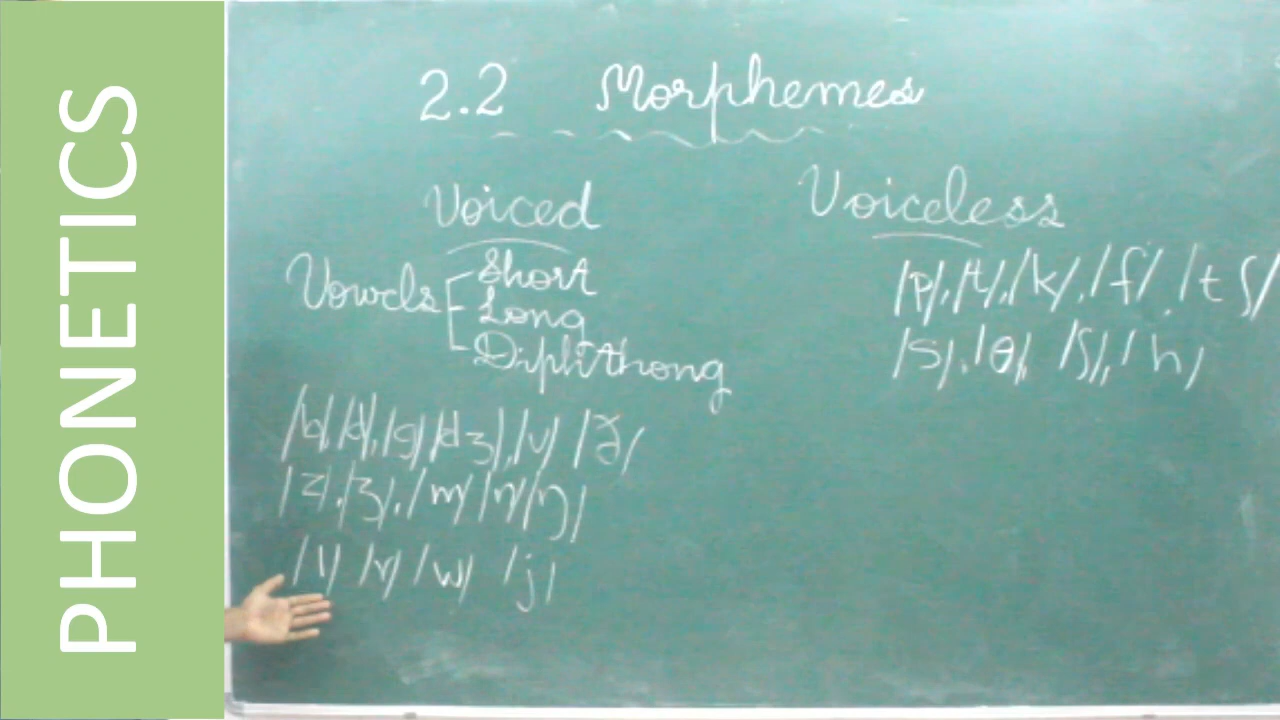 PHONETICS
2.2 Morphemes
Voiced
Vowels
Short
Long
Diphthong
/b/, /d/, /g/ /dʒ/, /v/ /ð/
/z/, /ʒ/, /m/ /n/ /ŋ/
/l/ /r/ /w/ /j/
Voiceless
/p/, /t/, /k/, /f/, /tʃ/
/s/, /θ/, /ʃ/, /h/